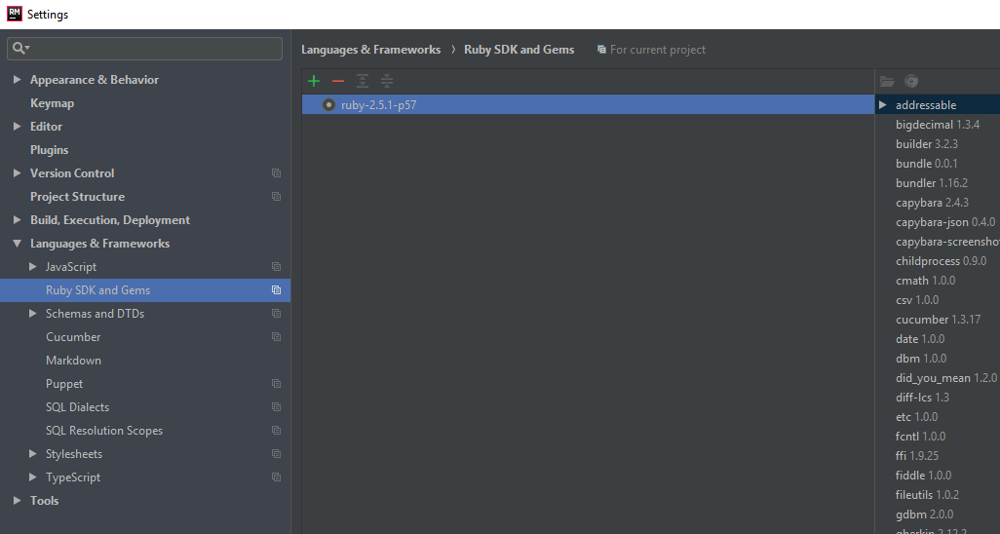 RM Settings
Languages & Frameworks › Ruby SDK and Gems For current project
Appearance & Behavior
Keymap
Editor
Plugins
Version Control
Project Structure
Build, Execution, Deployment
Languages & Frameworks
JavaScript
Ruby SDK and Gems
Schemas and DTDs
Cucumber
Markdown
Puppet
SQL Dialects
SQL Resolution Scopes
Stylesheets
TypeScript
Tools
ruby-2.5.1-p57
addressable
bigdecimal 1.3.4
builder 3.2.3
bundle 0.0.1
bundler 1.16.2
capybara 2.4.3
capybara-json 0.4.0
capybara-screensho
childprocess 0.9.0
cmath 1.0.0
csv 1.0.0
cucumber 1.3.17
date 1.0.0
dbm 1.0.0
did_you_mean 1.2.0
diff-lcs 1.3
etc 1.0.0
fcntl 1.0.0
ffi 1.9.25
fiddle 1.0.0
fileutils 1.0.2
gdbm 2.0.0
gherkin 2.12.2